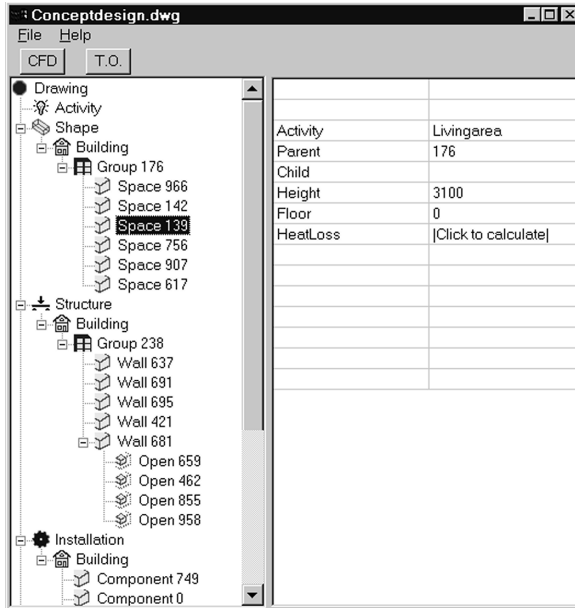 Conceptdesign.dwg
File Help
CFD T.O.
Drawing
Activity
Shape
Building
Group 176
Space 966
Space 142
Space 139
Space 756
Space 907
Space 617
Structure
Building
Group 238
Wall 637
Wall 691
Wall 695
Wall 421
Wall 681
Open 659
Open 462
Open 855
Open 958
Installation
Building
Component 749
Component 0
Activity Livingarea
Parent 176
Child
Height 3100
Floor 0
HeatLoss |Click to calculate|